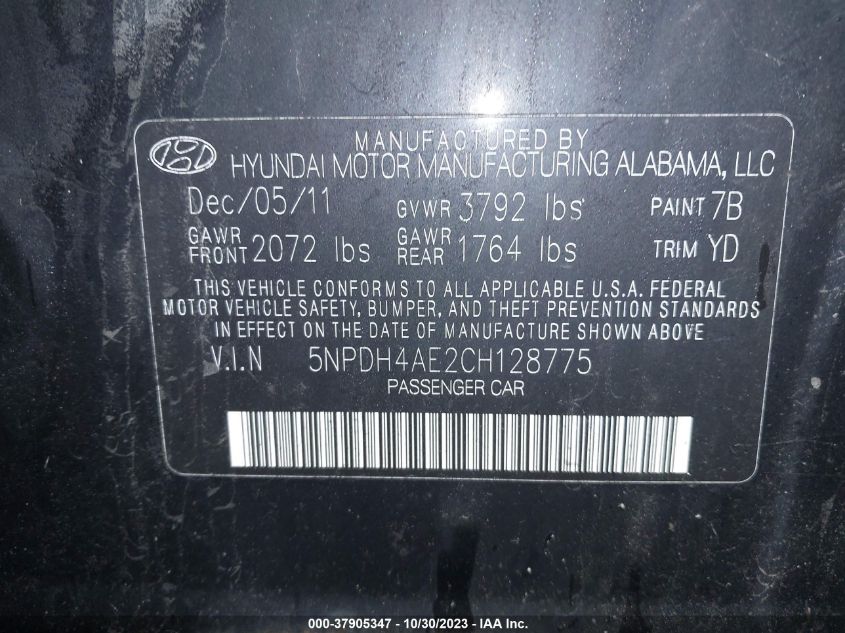 MANUFACTURED BY
HYUNDAI MOTOR MANUFACTURING ALABAMA, LLC
Dec/05/11 GVWR 3792 lbs PAINT 7B
GAWR FRONT 2072 lbs GAWR REAR 1764 lbs TRIM YD
THIS VEHICLE CONFORMS TO ALL APPLICABLE U.S.A. FEDERAL
MOTOR VEHICLE SAFETY, BUMPER, AND THEFT PREVENTION STANDARDS
IN EFFECT ON THE DATE OF MANUFACTURE SHOWN ABOVE
V.I.N 5NPDH4AE2CH128775
PASSENGER CAR
000-37905347 - 10/30/2023 - IAA Inc.